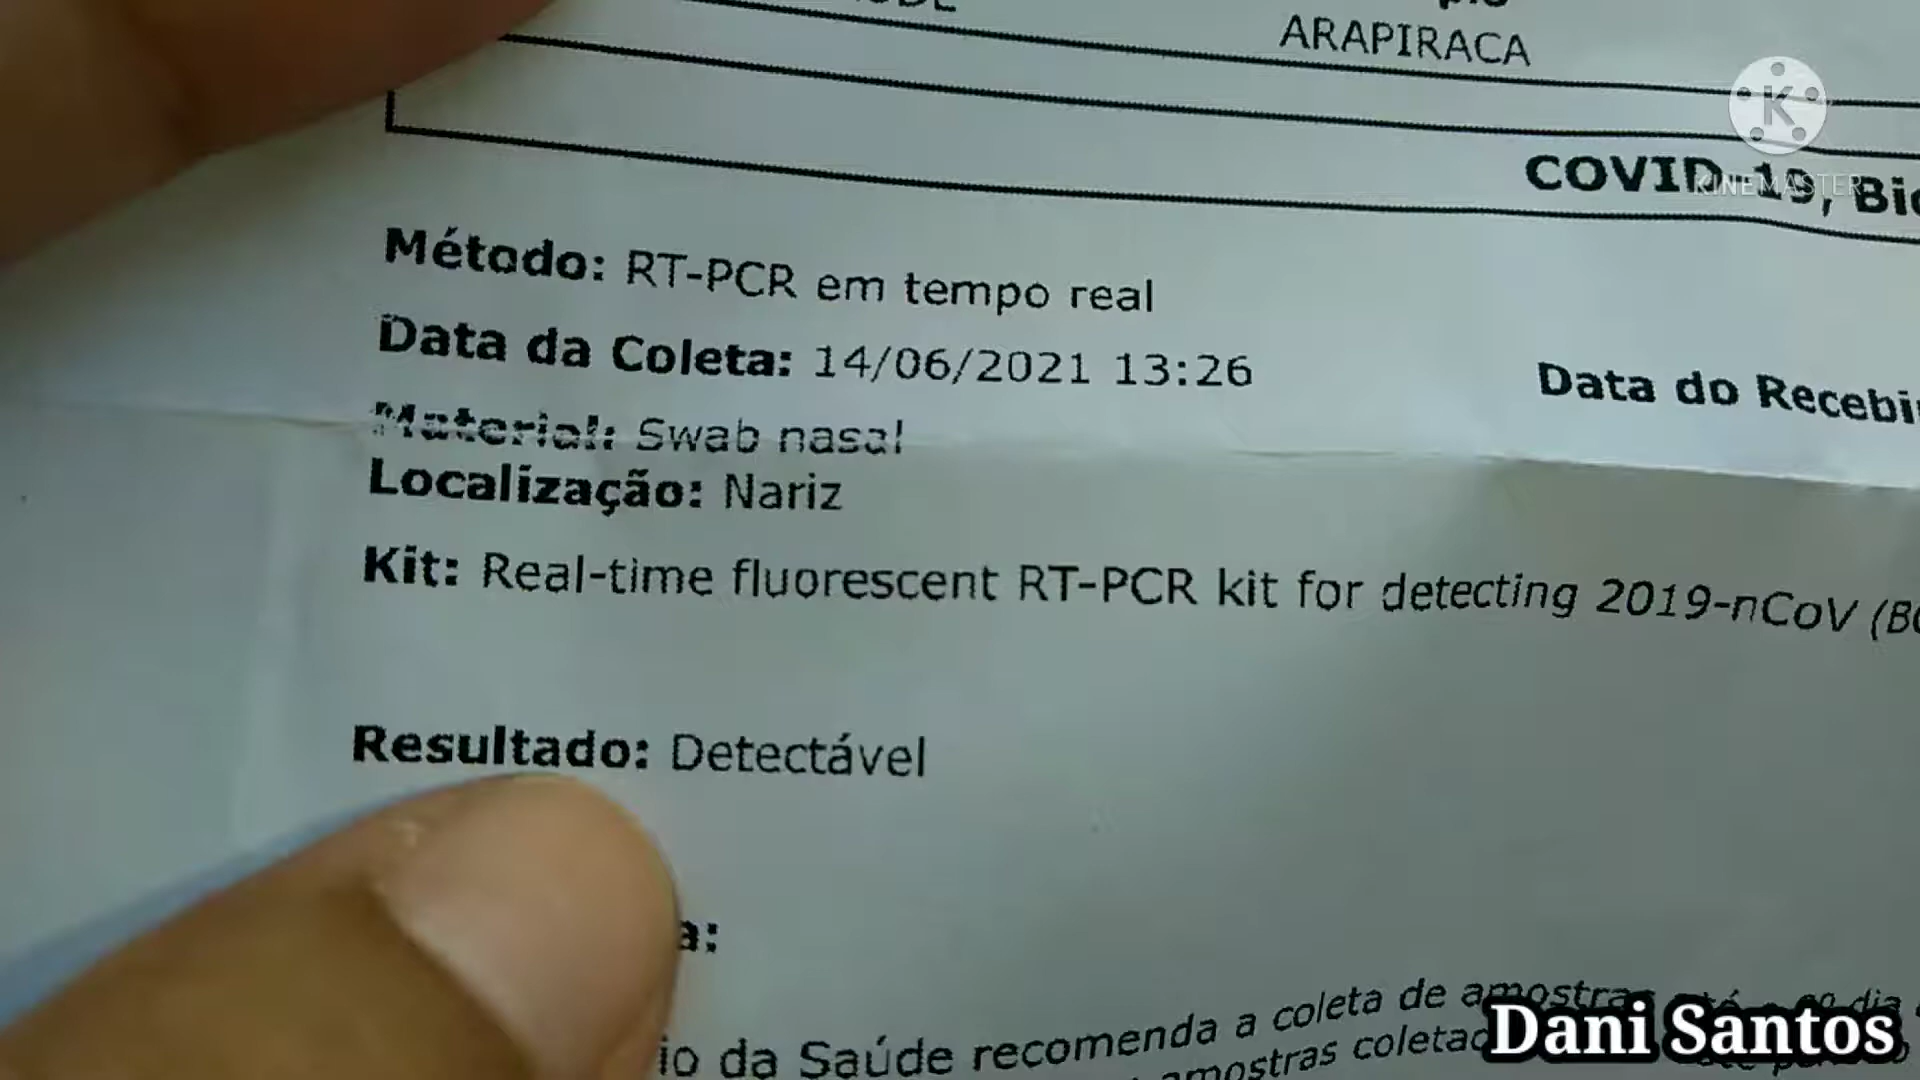 ARAPIRACA
COVID-19, Bio
Método: RT-PCR em tempo real
Data da Coleta: 14/06/2021 13:26
Data do Recebi
Material: Swab nasal
Localização: Nariz
Kit: Real-time fluorescent RT-PCR kit for detecting 2019-nCoV
Resultado: Detectável
a:
io da Saúde recomenda a coleta de amostras
amostras
K
KINEMASTER
Dani Santos